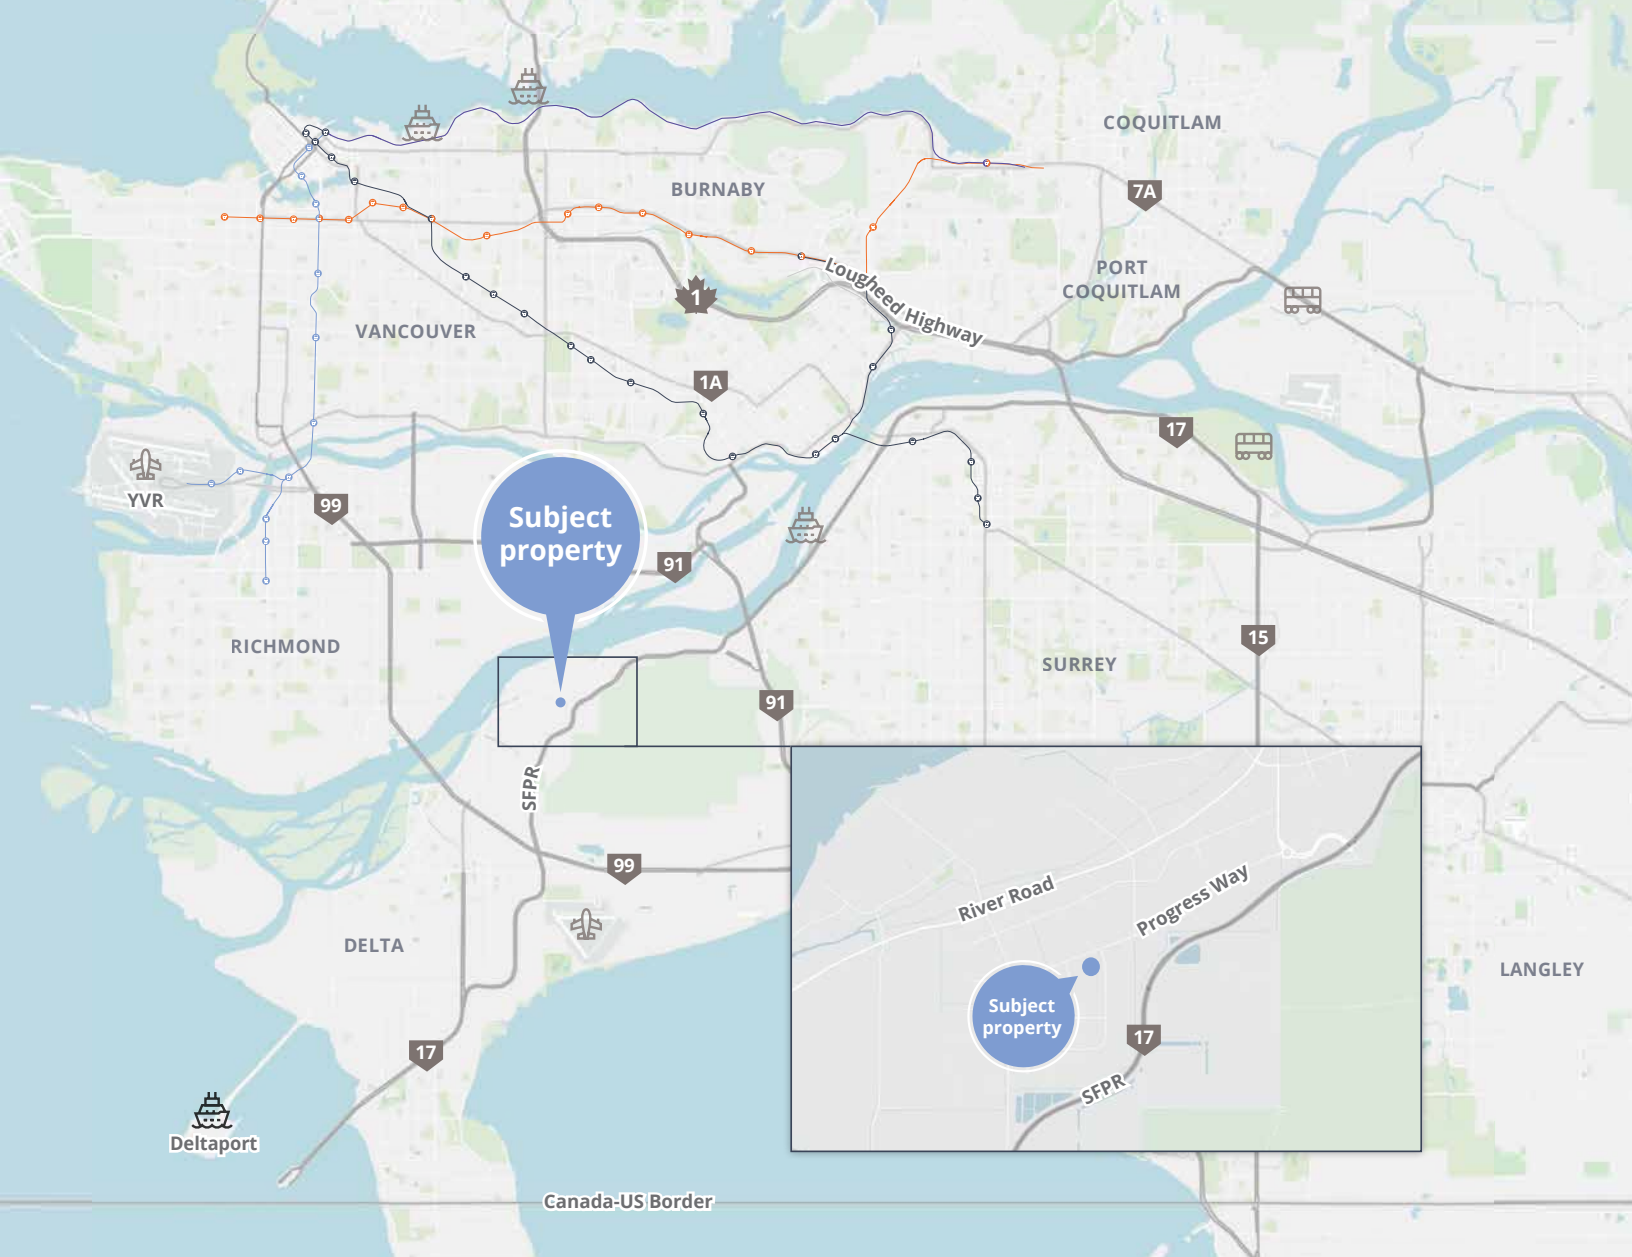 COQUITLAM
BURNABY
7A
PORT
COQUITLAM
Lougheed Highway
1
VANCOUVER
1A
17
YVR
99
Subject
property
91
RICHMOND
15
SURREY
91
SFPR
99
River Road
Progress Way
DELTA
LANGLEY
Subject
property
17
17
SFPR
Deltaport
Canada-US Border